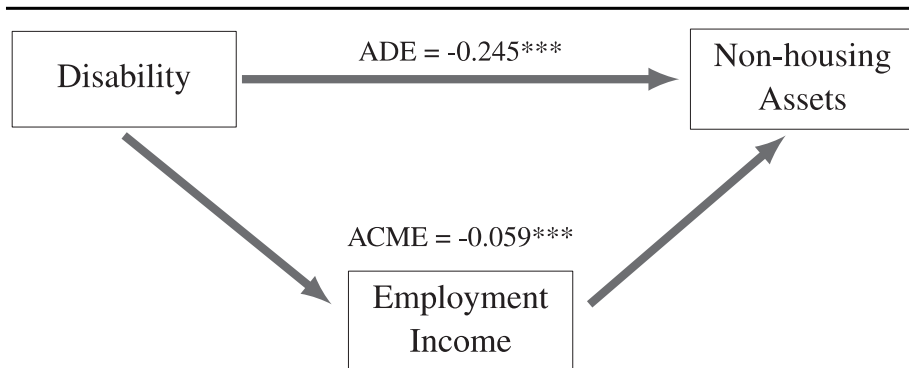 Disability
ADE = -0.245***
Non-housing
Assets
ACME = -0.059***
Employment
Income